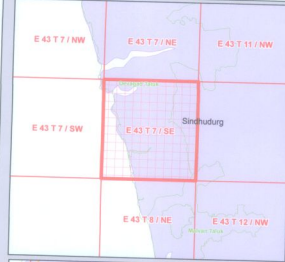 E 43 T 7 / NW
E 43 T 7 / NE
E 43 T 11 / NW
Sindhudurg
E 43 T 7 / SW
E 43 T 7 / SE
E 43 T 8 / NE
E 43 T 12 / NW